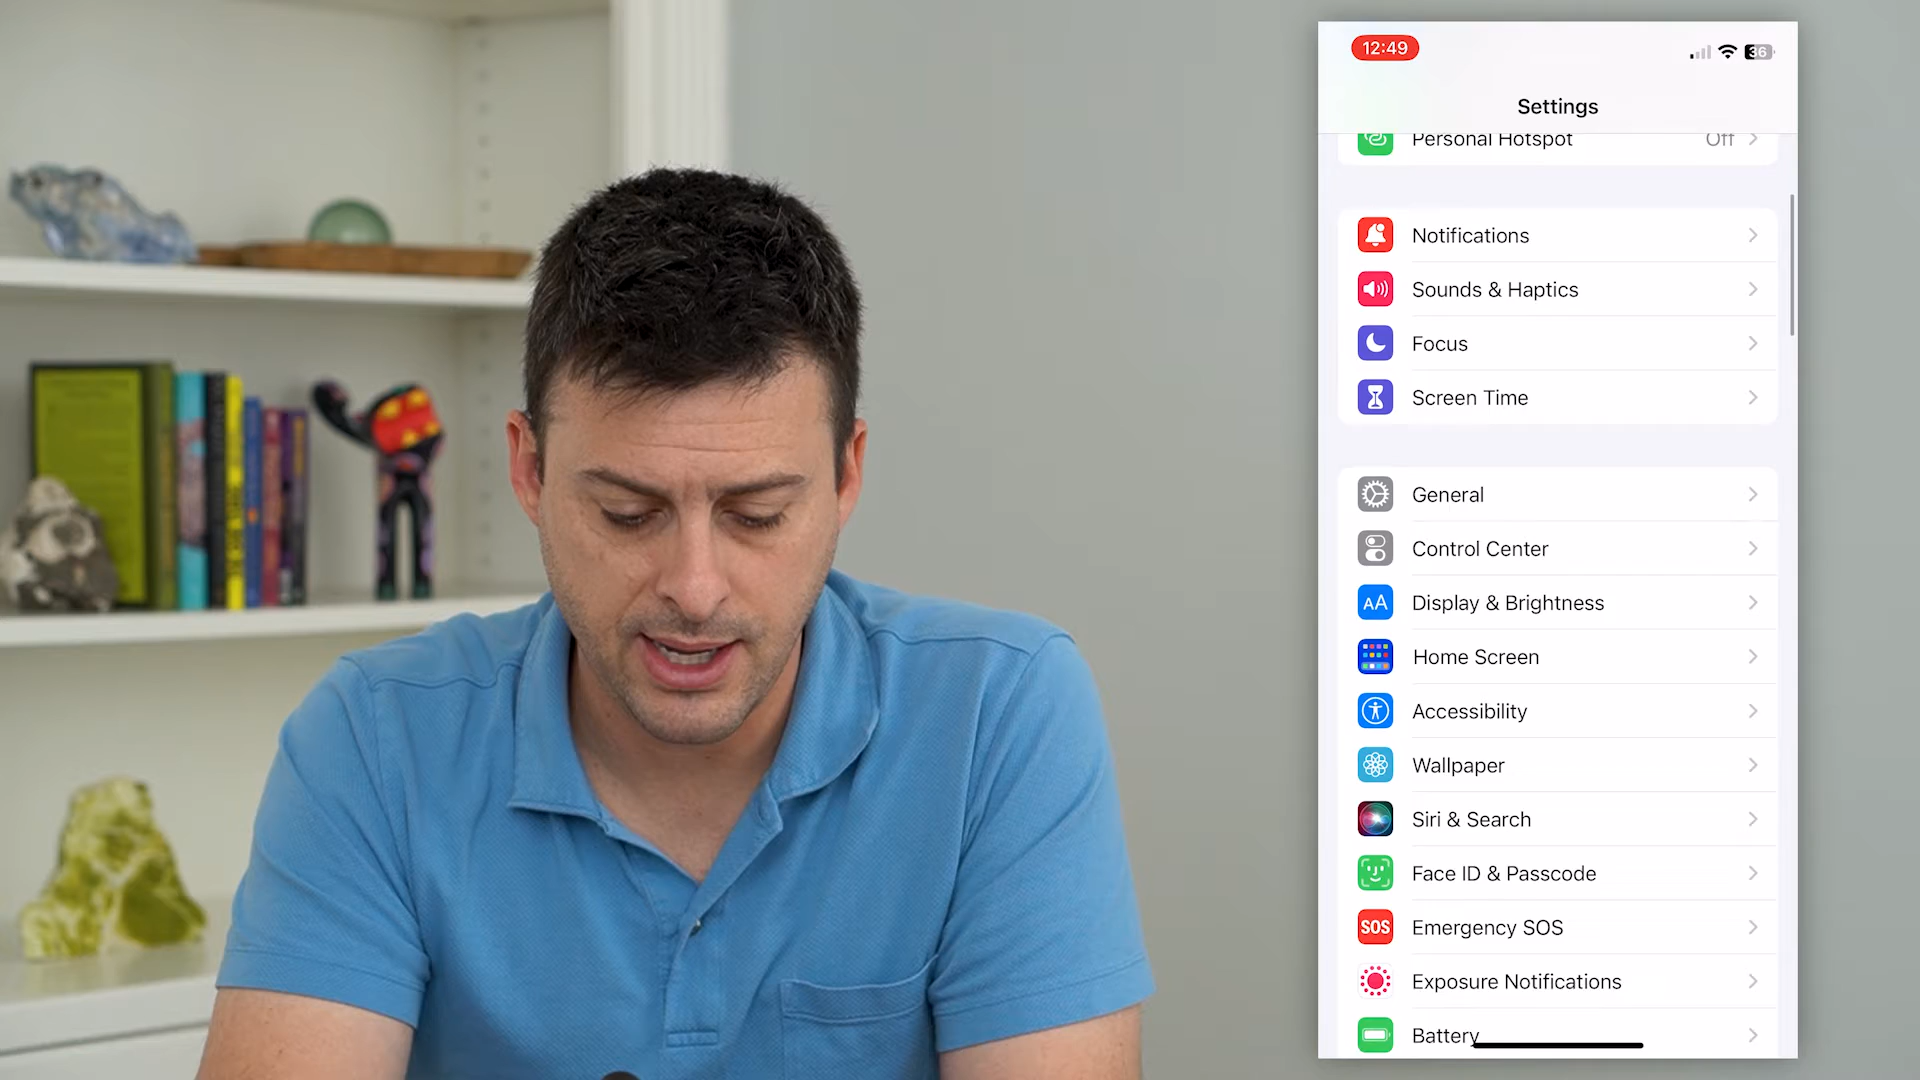 12:49
36
Settings
Personal Hotspot Off
Notifications
Sounds & Haptics
Focus
Screen Time
General
Control Center
AA Display & Brightness
Home Screen
Accessibility
Wallpaper
Siri & Search
Face ID & Passcode
SOS Emergency SOS
Exposure Notifications
Battery